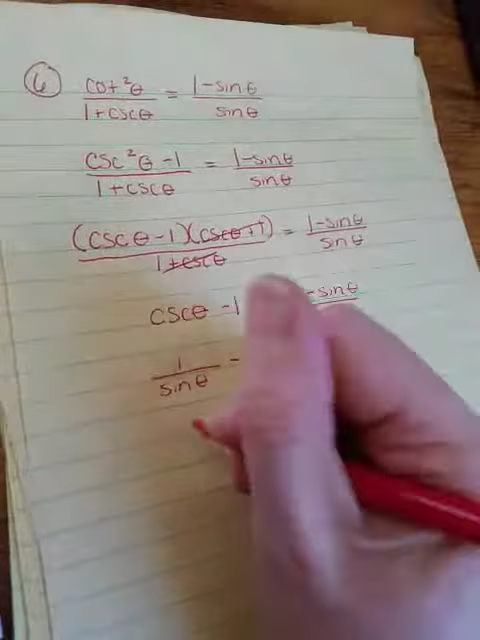 6 cot²θ / 1+cscθ = 1-sinθ / sinθ
csc²θ -1 / 1+cscθ = 1-sinθ / sinθ
(cscθ -1)(cscθ+1) / 1+cscθ = 1-sinθ / sinθ
cscθ -1 -sinθ
1 / sinθ -